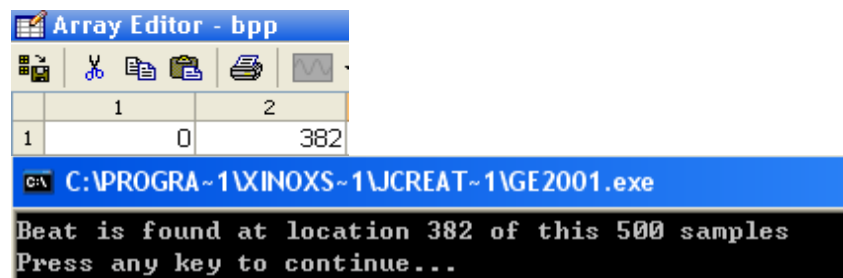 Array Editor - bpp
1 2
1 0 382
C:\PROGRA~1\XINOXS~1\JCREAT~1\GE2001.exe
Beat is found at location 382 of this 500 samples
Press any key to continue...